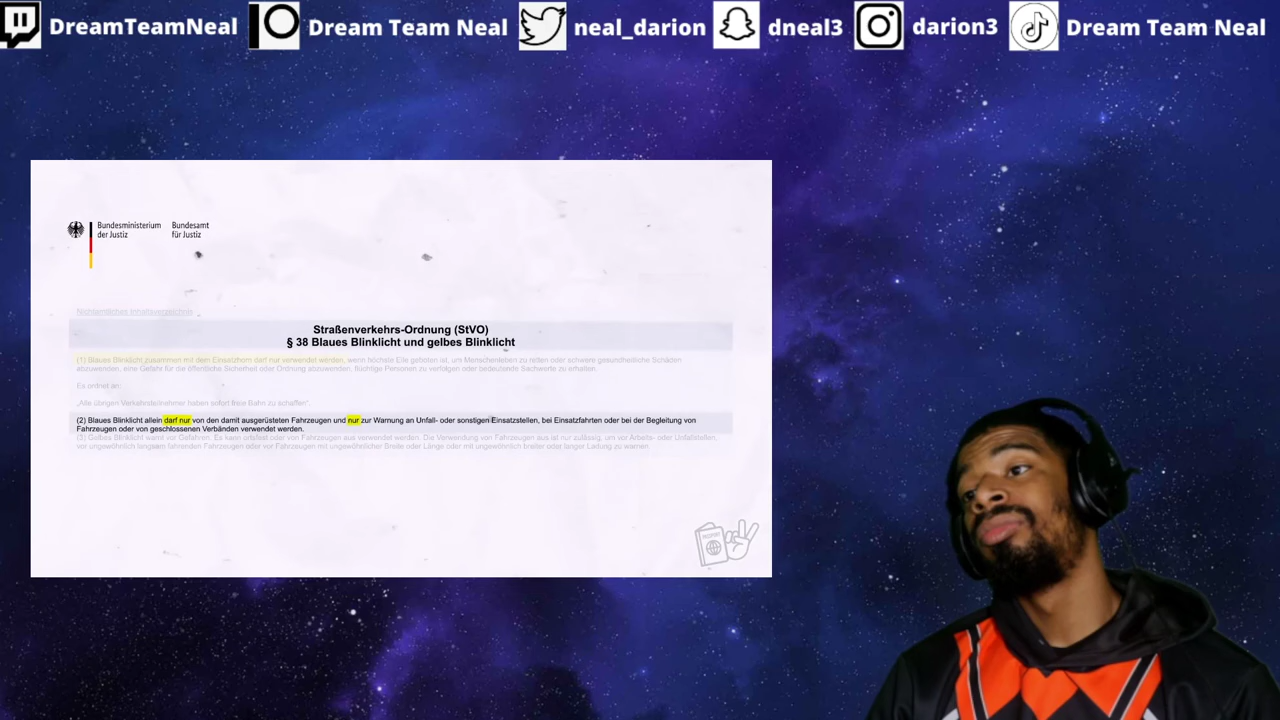 DreamTeamNeal Dream Team Neal neal_darion dneal3 darion3 Dream Team Neal
Bundesministerium Bundesamt
der Justiz für Justiz
Nichtamtliches Inhaltsverzeichnis
Straßenverkehrs-Ordnung (StVO)
§ 38 Blaues Blinklicht und gelbes Blinklicht
(1) Blaues Blinklicht zusammen mit dem Einsatzhorn darf nur verwendet werden, wenn höchste Eile geboten ist, um Menschenleben zu retten oder schwere gesundheitliche Schäden
abzuwenden, eine Gefahr für die öffentliche Sicherheit oder Ordnung abzuwenden, flüchtige Personen zu verfolgen oder bedeutende Sachwerte zu erhalten.
Es ordnet an:
„Alle übrigen Verkehrsteilnehmer haben sofort freie Bahn zu schaffen“.
(2) Blaues Blinklicht allein darf nur von den damit ausgerüsteten Fahrzeugen und nur zur Warnung an Unfall- oder sonstigen Einsatzstellen, bei Einsatzfahrten oder bei der Begleitung von
Fahrzeugen oder von geschlossenen Verbänden verwendet werden.
(3) Gelbes Blinklicht warnt vor Gefahren. Es kann ortsfest oder von Fahrzeugen aus verwendet werden. Die Verwendung von Fahrzeugen aus ist nur zulässig, um vor Arbeits- oder Unfallstellen,
vor ungewöhnlich langsam fahrenden Fahrzeugen oder vor Fahrzeugen mit ungewöhnlicher Breite oder Länge oder mit ungewöhnlich breiter oder langer Ladung zu warnen
PASSPORT